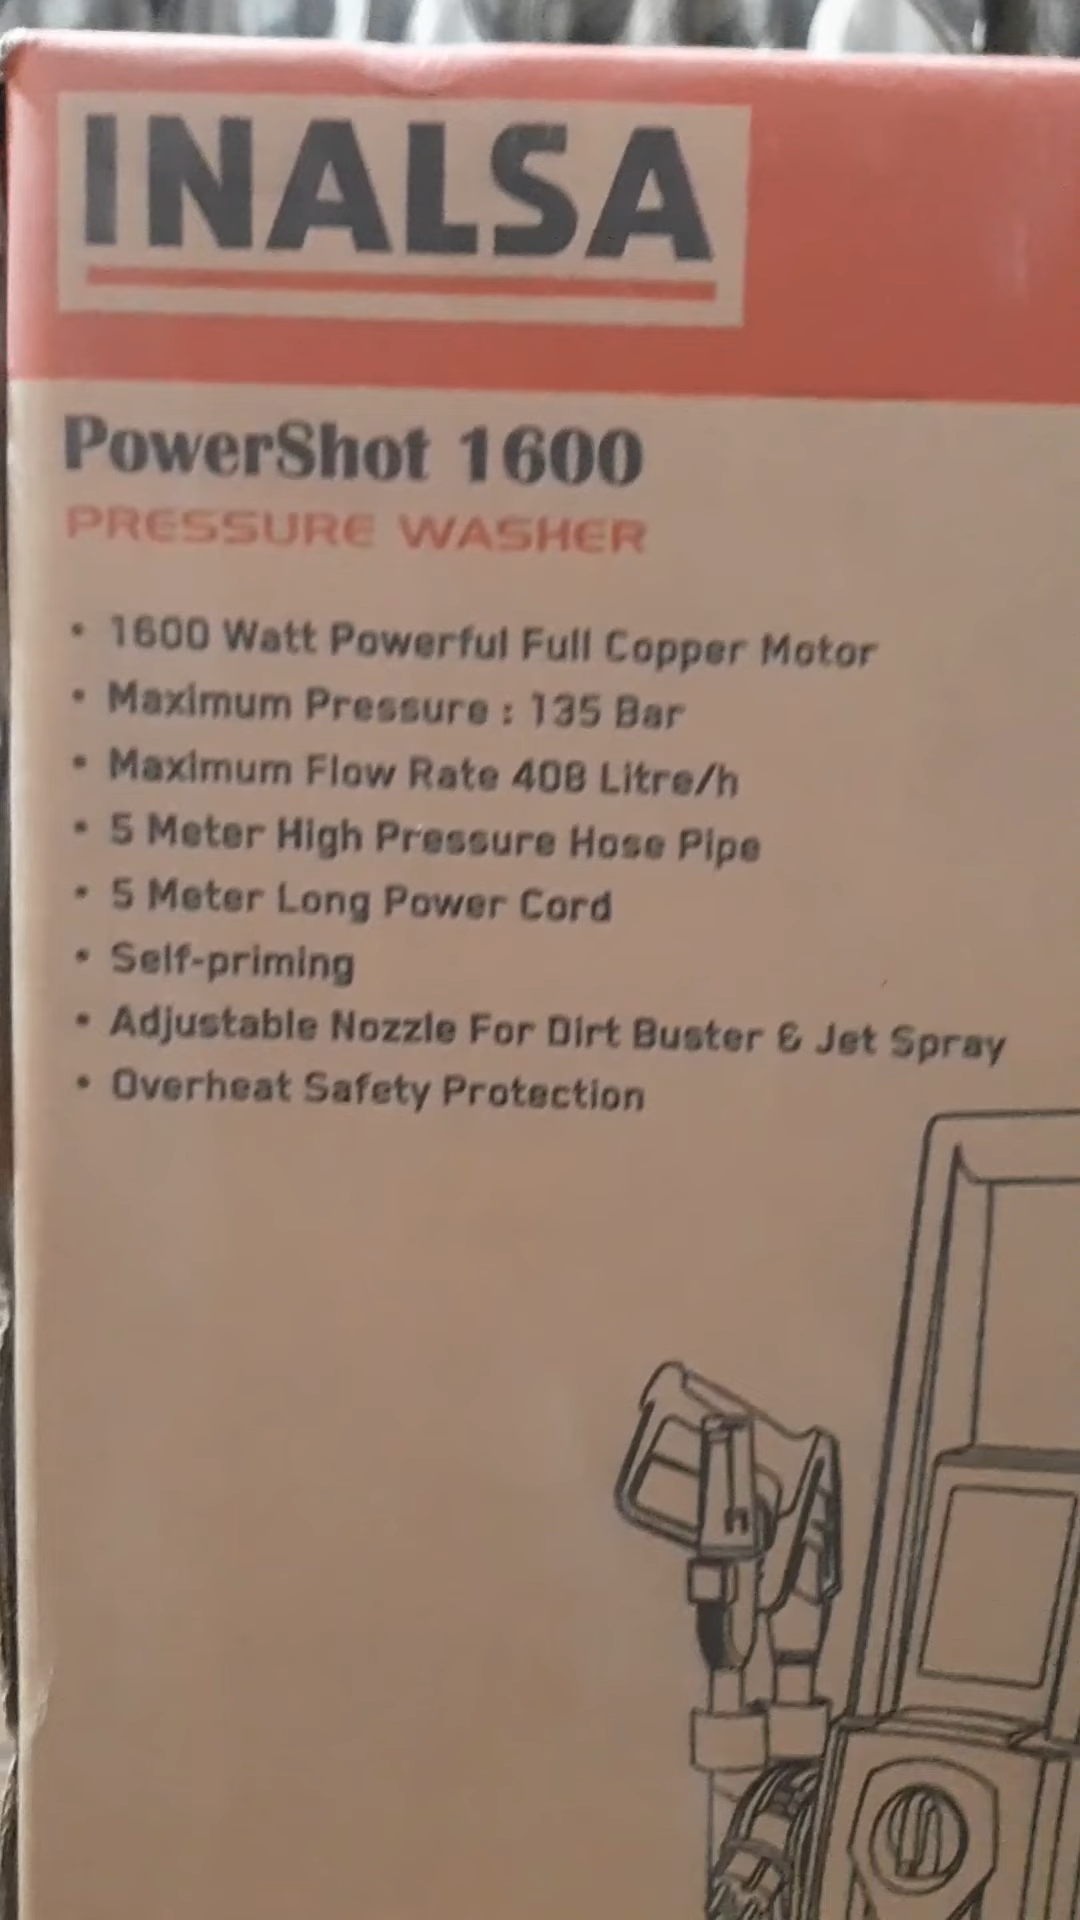 INALSA
PowerShot 1600
PRESSURE WASHER
• 1600 Watt Powerful Full Copper Motor
• Maximum Pressure : 135 Bar
• Maximum Flow Rate 408 Litre/h
• 5 Meter High Pressure Hose Pipe
• 5 Meter Long Power Cord
• Self-priming
• Adjustable Nozzle For Dirt Buster & Jet Spray
• Overheat Safety Protection